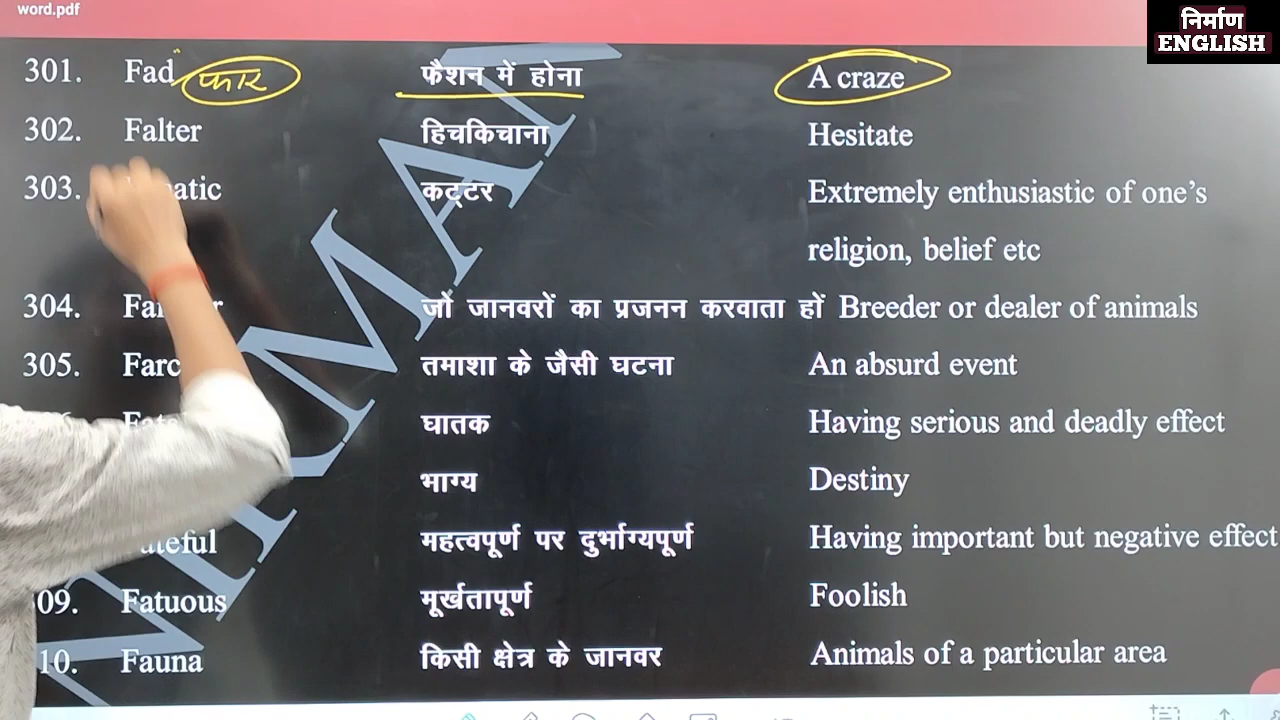 word.pdf
निर्माण
ENGLISH
301. Fad फार फैशन में होना A craze
302. Falter हिचकिचाना Hesitate
303. कट्टर Extremely enthusiastic of one's
religion, belief etc
304. जो जानवरों का प्रजनन करवाता हों Breeder or dealer of animals
305. Farc तमाशा के जैसी घटना An absurd event
घातक Having serious and deadly effect
भाग्य Destiny
महत्वपूर्ण पर दुर्भाग्यपूर्ण Having important but negative effect
09. Fatuous मूर्खतापूर्ण Foolish
10. Fauna किसी क्षेत्र के जानवर Animals of a particular area